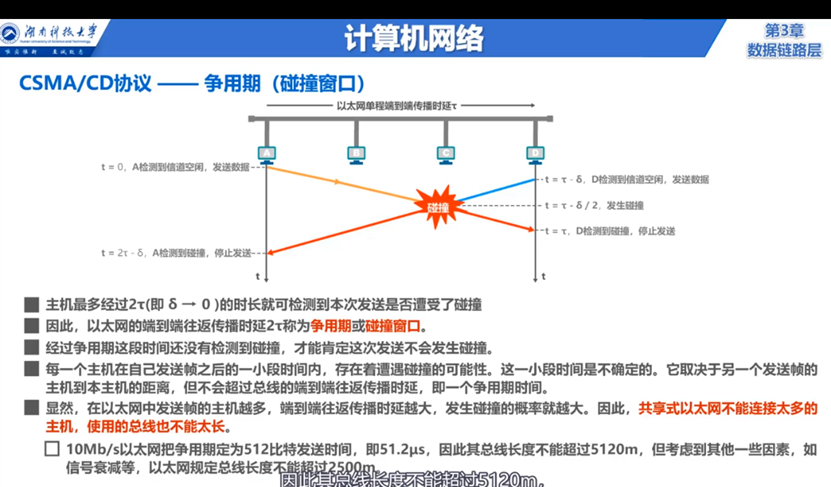 湖南科技大学
计算机网络
第3章
数据链路层
CSMA/CD协议 —— 争用期（碰撞窗口）
以太网单程端到端传播时延τ
A
B
C
D
t = 0，A检测到信道空闲，发送数据
t = τ - δ，D检测到信道空闲，发送数据
碰撞
t = τ - δ / 2，发生碰撞
t = τ，D检测到碰撞，停止发送
t = 2τ - δ，A检测到碰撞，停止发送
t
t
主机最多经过2τ(即 δ → 0 )的时长就可检测到本次发送是否遭受了碰撞
因此，以太网的端到端往返传播时延2τ称为争用期或碰撞窗口。
经过争用期这段时间还没有检测到碰撞，才能肯定这次发送不会发生碰撞。
每一个主机在自己发送帧之后的一小段时间内，存在着遭遇碰撞的可能性。这一小段时间是不确定的。它取决于另一个发送帧的
主机到本主机的距离，但不会超过总线的端到端往返传播时延，即一个争用期时间。
显然，在以太网中发送帧的主机越多，端到端往返传播时延越大，发生碰撞的概率就越大。因此，共享式以太网不能连接太多的
主机，使用的总线也不能太长。
10Mb/s以太网把争用期定为512比特发送时间，即51.2μs，因此其总线长度不能超过5120m，但考虑到其他一些因素，如
信号衰减等，以太网规定总线长度不能超过2500m。
因此其总线长度不能超过5120m，